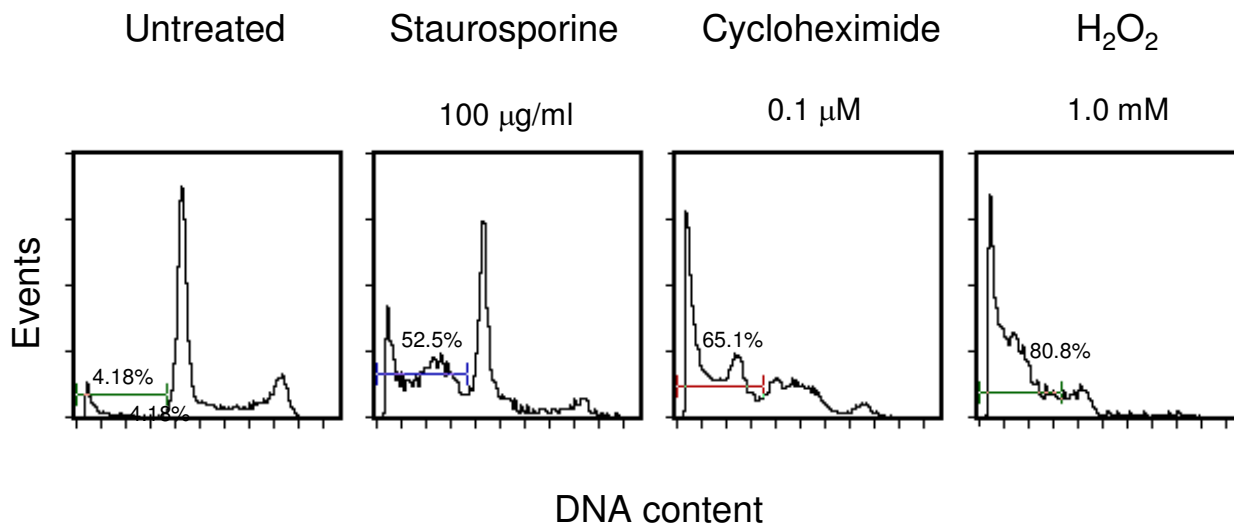 Untreated
Staurosporine
Cycloheximide
H₂O₂
100 μg/ml
0.1 μM
1.0 mM
Events
4.18%
4.18%
52.5%
65.1%
80.8%
DNA content